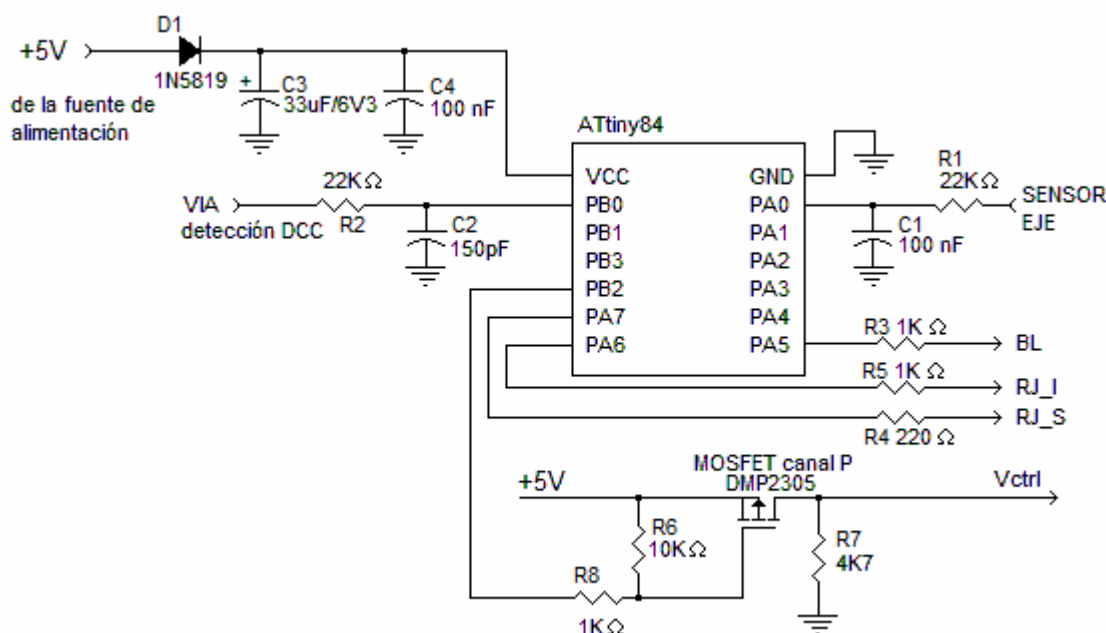 D1
+5V
1N5819
de la fuente de
alimentación
+
C3
33uF/6V3
C4
100 nF
ATtiny84
VCC
PB0
PB1
PB3
PB2
PA7
PA6
GND
PA0
PA1
PA2
PA3
PA4
PA5
22KΩ
R2
VIA
detección DCC
C2
150pF
R1
22KΩ
SENSOR
EJE
C1
100 nF
R3 1K Ω
BL
R5 1K Ω
RJ_I
RJ_S
R4 220 Ω
MOSFET canal P
DMP2305
+5V
Vctrl
R6
10KΩ
R7
4K7
R8
1KΩ